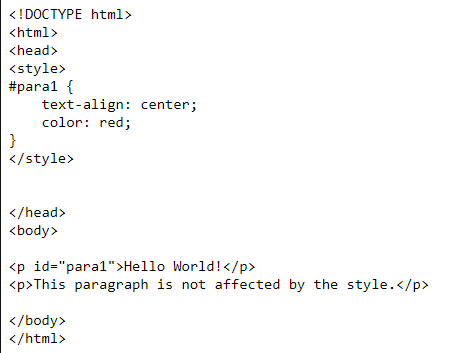 <!DOCTYPE html>
<html>
<head>
<style>
#para1 {
    text-align: center;
    color: red;
}
</style>


</head>
<body>

<p id="para1">Hello World!</p>
<p>This paragraph is not affected by the style.</p>

</body>
</html>